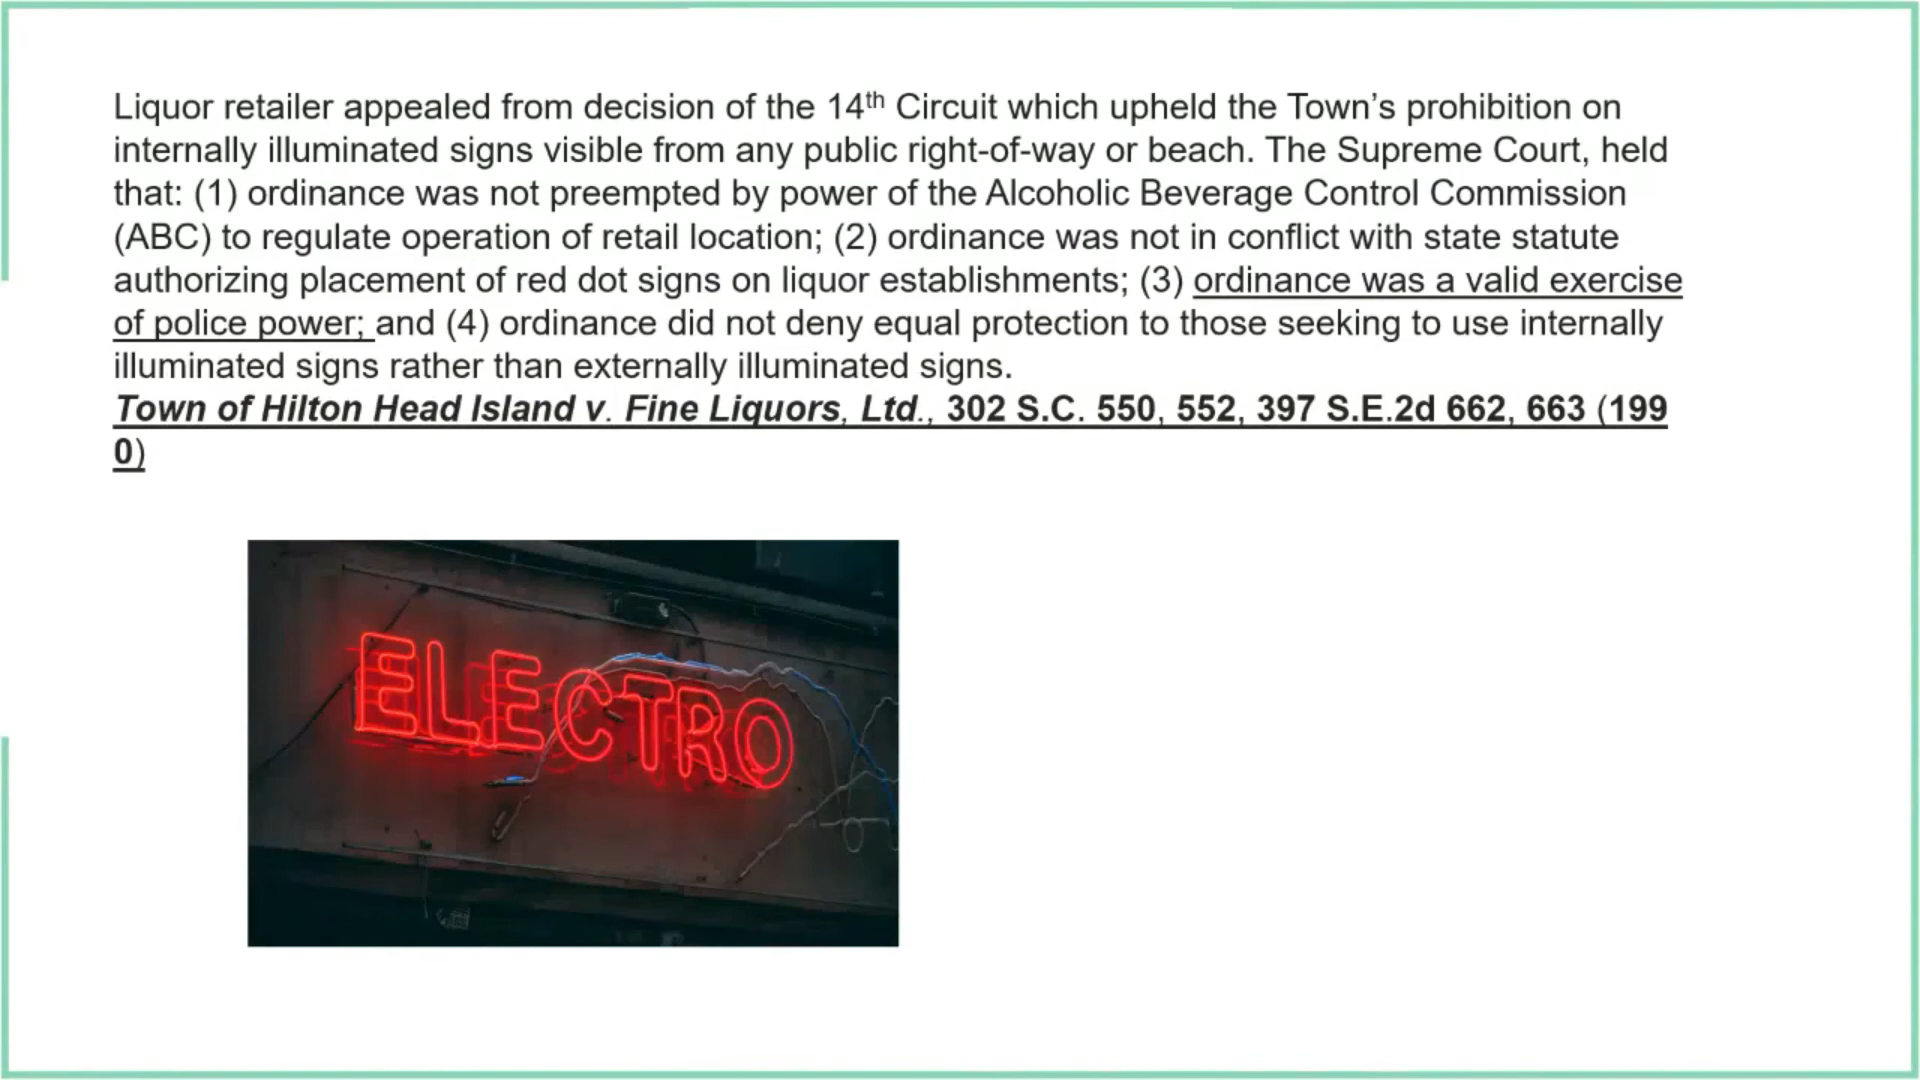 Liquor retailer appealed from decision of the 14th Circuit which upheld the Town’s prohibition on
internally illuminated signs visible from any public right-of-way or beach. The Supreme Court, held
that: (1) ordinance was not preempted by power of the Alcoholic Beverage Control Commission
(ABC) to regulate operation of retail location; (2) ordinance was not in conflict with state statute
authorizing placement of red dot signs on liquor establishments; (3) ordinance was a valid exercise
of police power; and (4) ordinance did not deny equal protection to those seeking to use internally
illuminated signs rather than externally illuminated signs.
Town of Hilton Head Island v. Fine Liquors, Ltd., 302 S.C. 550, 552, 397 S.E.2d 662, 663 (199
0)
ELECTRO